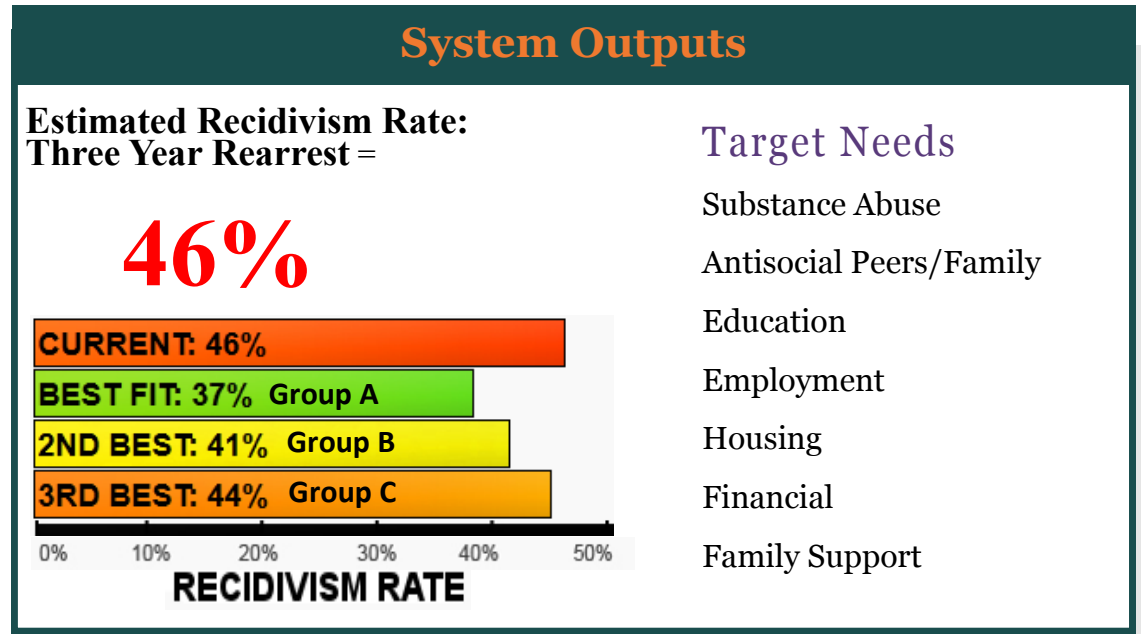 System Outputs
Estimated Recidivism Rate:
Three Year Rearrest =
46%
CURRENT: 46%
BEST FIT: 37% Group A
2ND BEST: 41% Group B
3RD BEST: 44% Group C
0% 10% 20% 30% 40% 50%
RECIDIVISM RATE
Target Needs
Substance Abuse
Antisocial Peers/Family
Education
Employment
Housing
Financial
Family Support